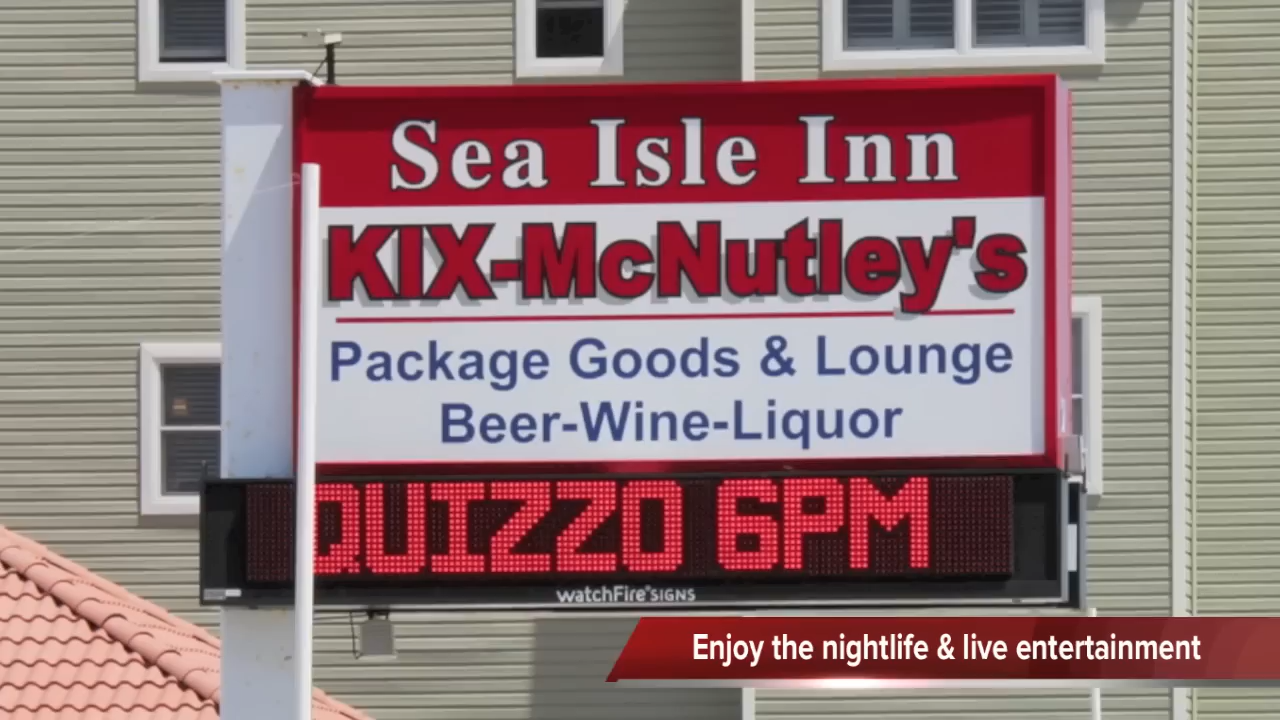 Sea Isle Inn
KIX-McNutley's
Package Goods & Lounge
Beer-Wine-Liquor
QUIZZO 6PM
watchFire SIGNS
Enjoy the nightlife & live entertainment